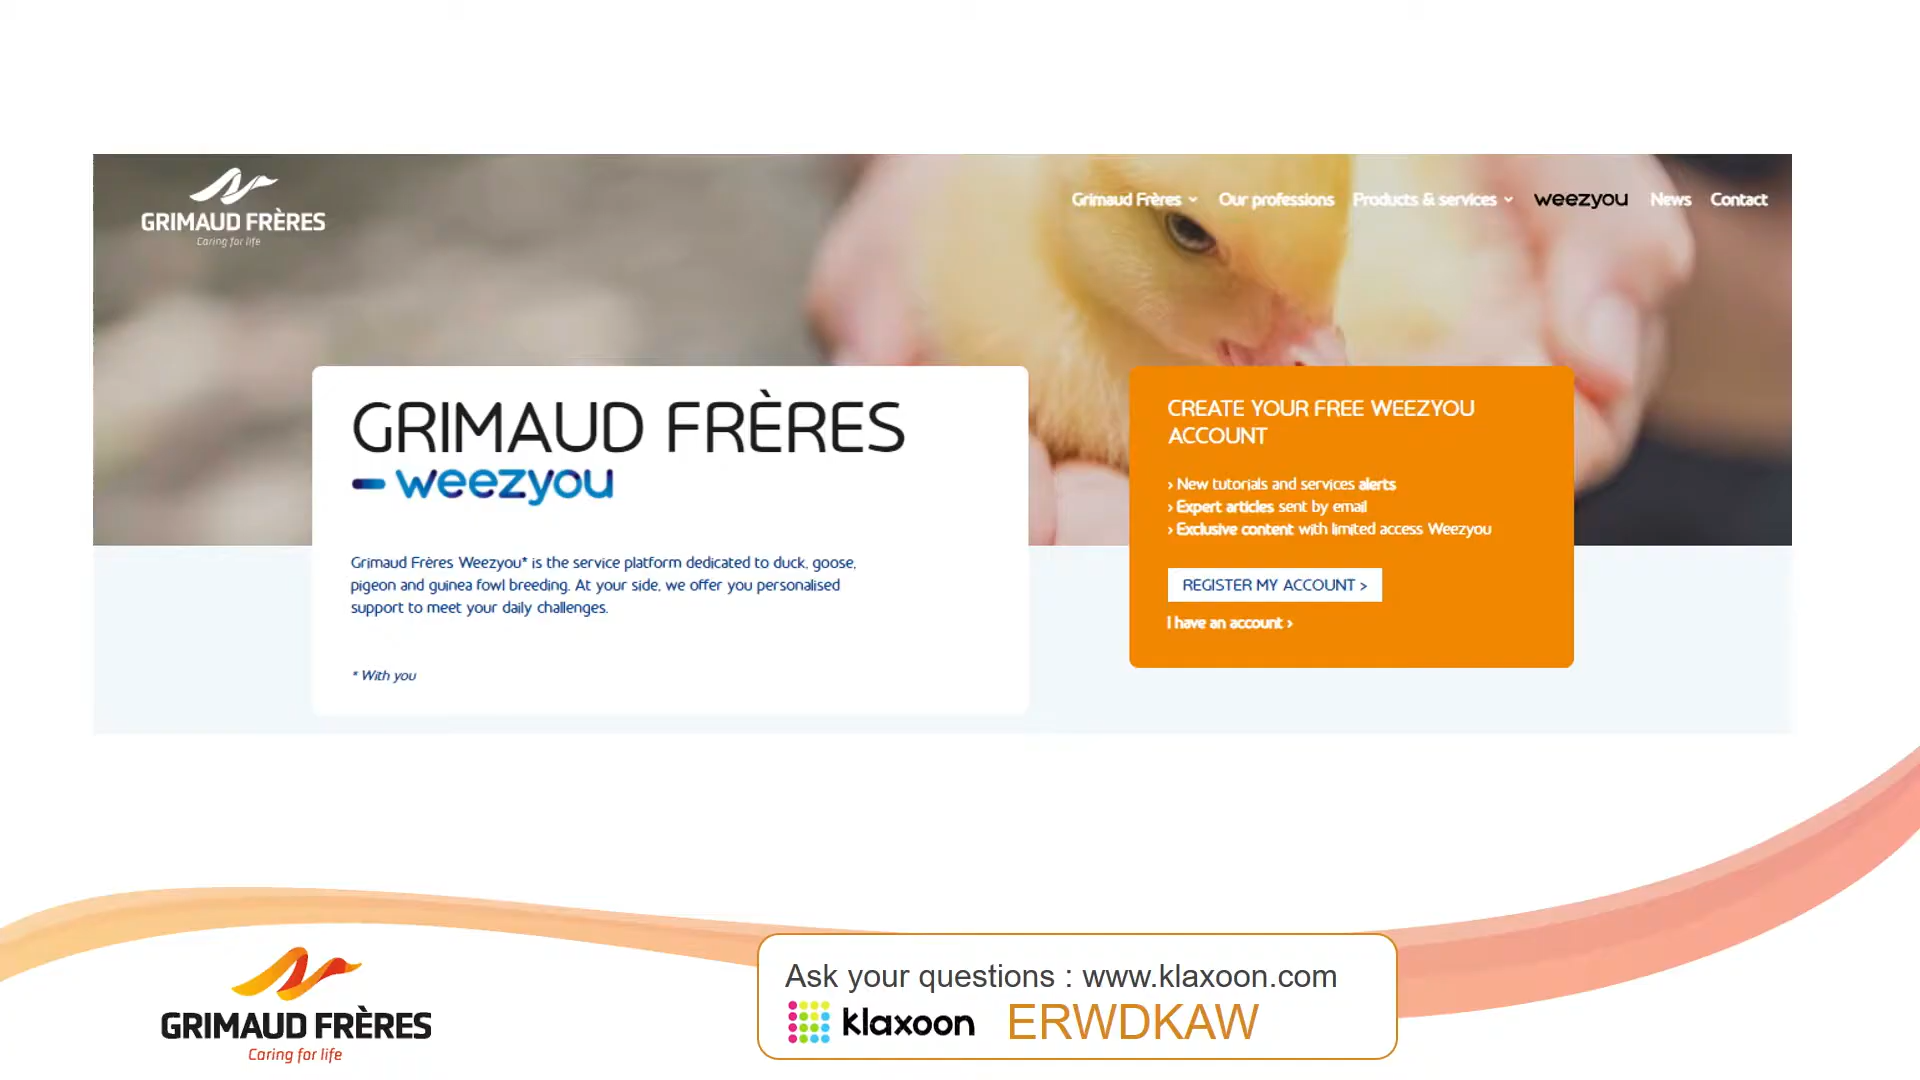 GRIMAUD FRÈRES
Caring for life
Grimaud Frères Our professions Products & services weezyou News Contact
GRIMAUD FRÈRES
weezyou
Grimaud Frères Weezyou* is the service platform dedicated to duck, goose,
pigeon and guinea fowl breeding. At your side, we offer you personalised
support to meet your daily challenges.
* With you
CREATE YOUR FREE WEEZYOU
ACCOUNT
› New tutorials and services alerts
› Expert articles sent by email
› Exclusive content with limited access Weezyou
REGISTER MY ACCOUNT >
I have an account ›
GRIMAUD FRÈRES
Caring for life
Ask your questions : www.klaxoon.com
klaxoon ERWDKAW